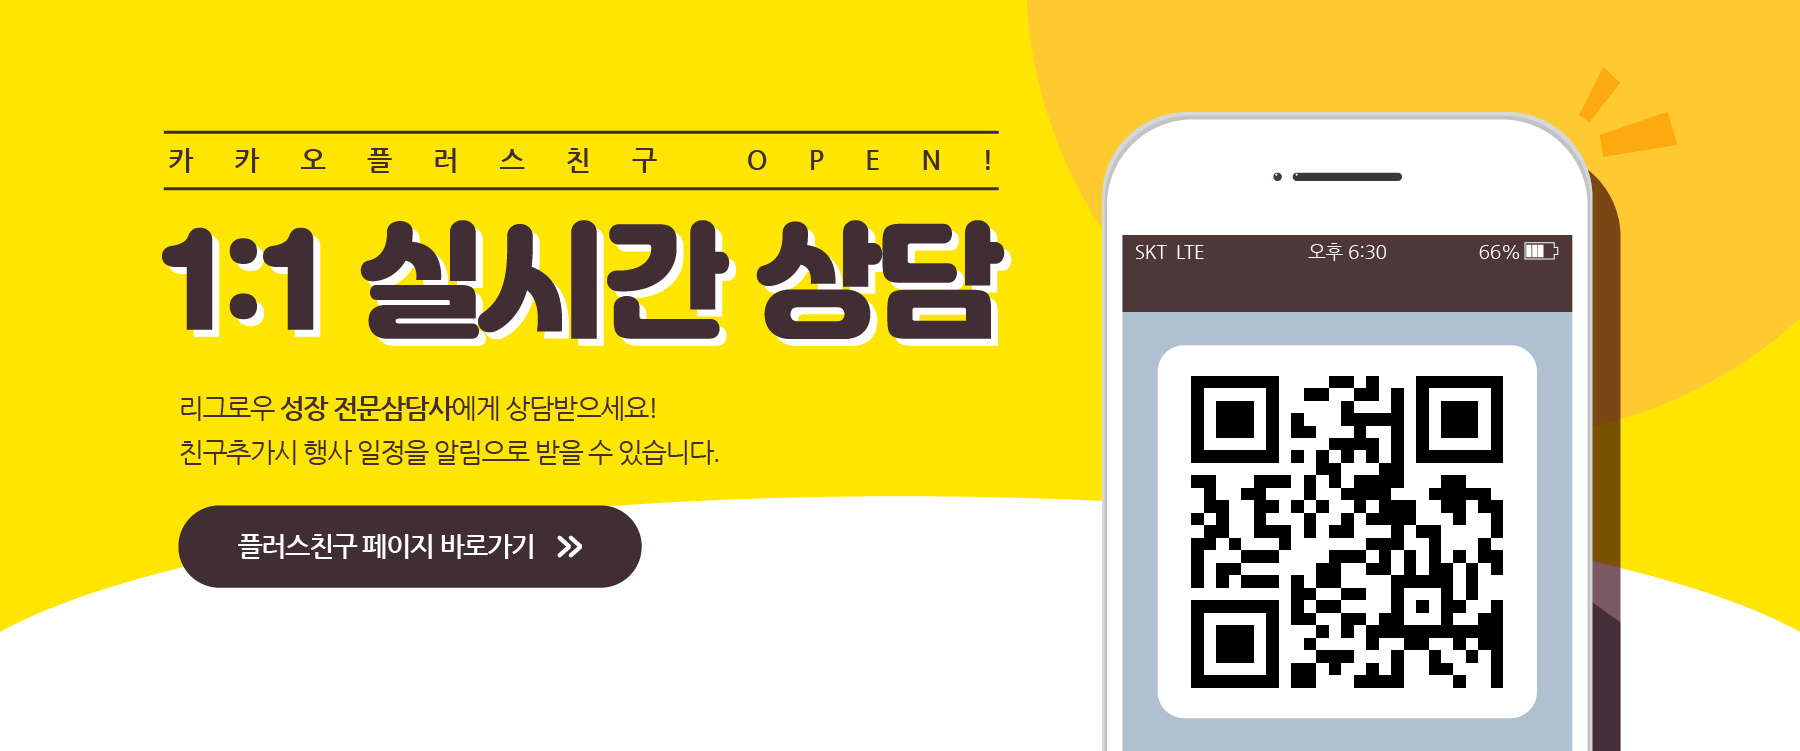 카카오플러스친구 OPEN!
1:1 실시간 상담
리그로우 성장 전문상담사에게 상담받으세요!
친구추가시 행사 일정을 알림으로 받을 수 있습니다.
플러스친구 페이지 바로가기 »
SKT LTE 오후 6:30 66%